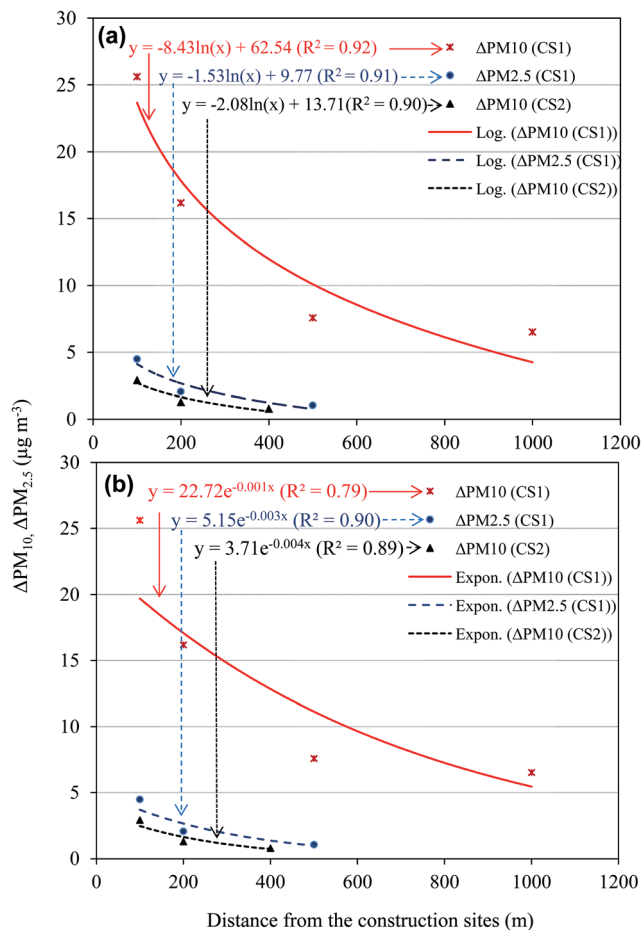 (a)
y = -8.43ln(x) + 62.54 (R² = 0.92)
ΔPM10 (CS1)
y = -1.53ln(x) + 9.77 (R² = 0.91)
ΔPM2.5 (CS1)
y = -2.08ln(x) + 13.71(R² = 0.90)
ΔPM10 (CS2)
Log. (ΔPM10 (CS1))
Log. (ΔPM2.5 (CS1))
Log. (ΔPM10 (CS2))
30
25
20
15
10
5
0
0 200 400 600 800 1000 1200
(b)
y = 22.72e^-0.001x (R² = 0.79)
ΔPM10 (CS1)
y = 5.15e^-0.003x (R² = 0.90)
ΔPM2.5 (CS1)
y = 3.71e^-0.004x (R² = 0.89)
ΔPM10 (CS2)
Expon. (ΔPM10 (CS1))
Expon. (ΔPM2.5 (CS1))
Expon. (ΔPM10 (CS2))
30
25
20
15
10
5
0
0 200 400 600 800 1000 1200
ΔPM₁₀, ΔPM₂.₅ (µg m⁻³)
Distance from the construction sites (m)